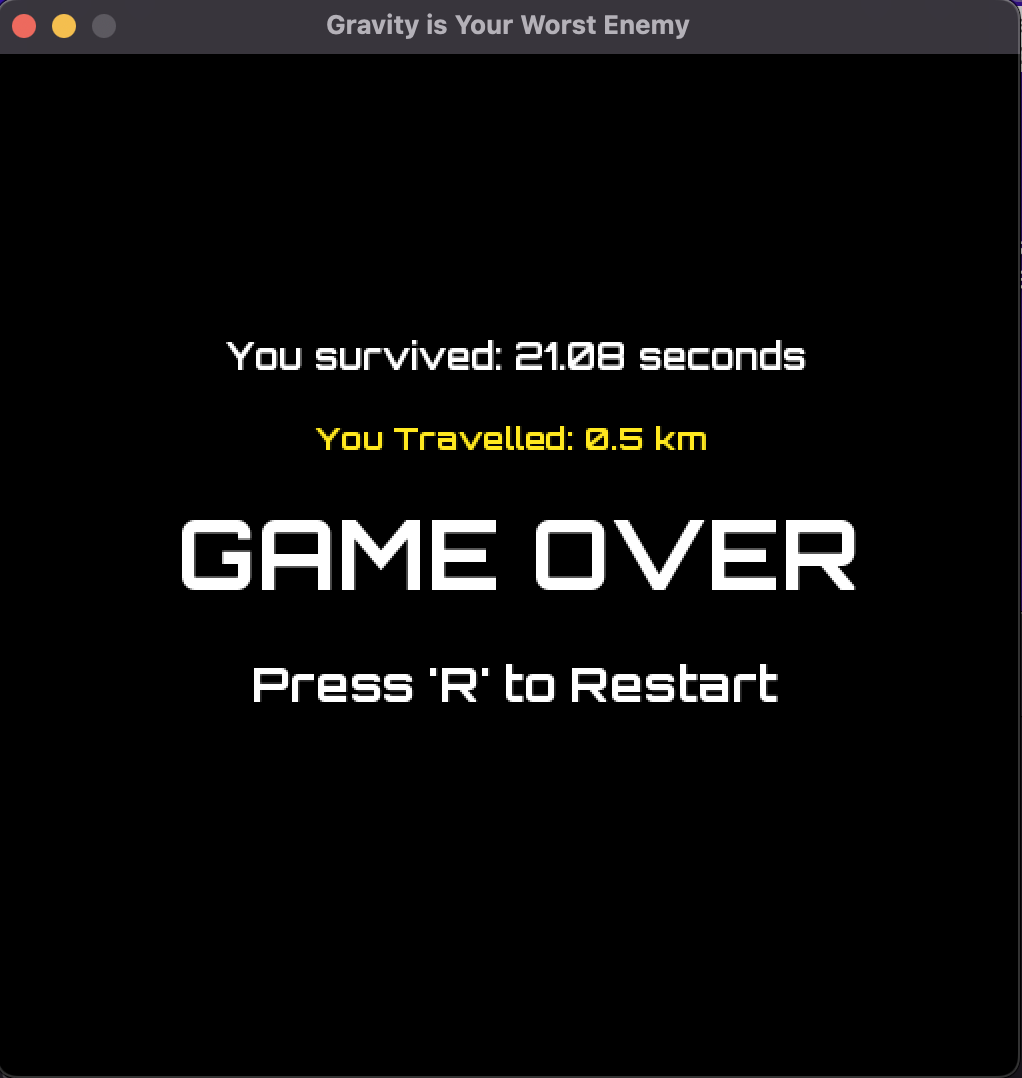 Gravity is Your Worst Enemy
You survived: 21.08 seconds
You Travelled: 0.5 km
GAME OVER
Press 'R' to Restart